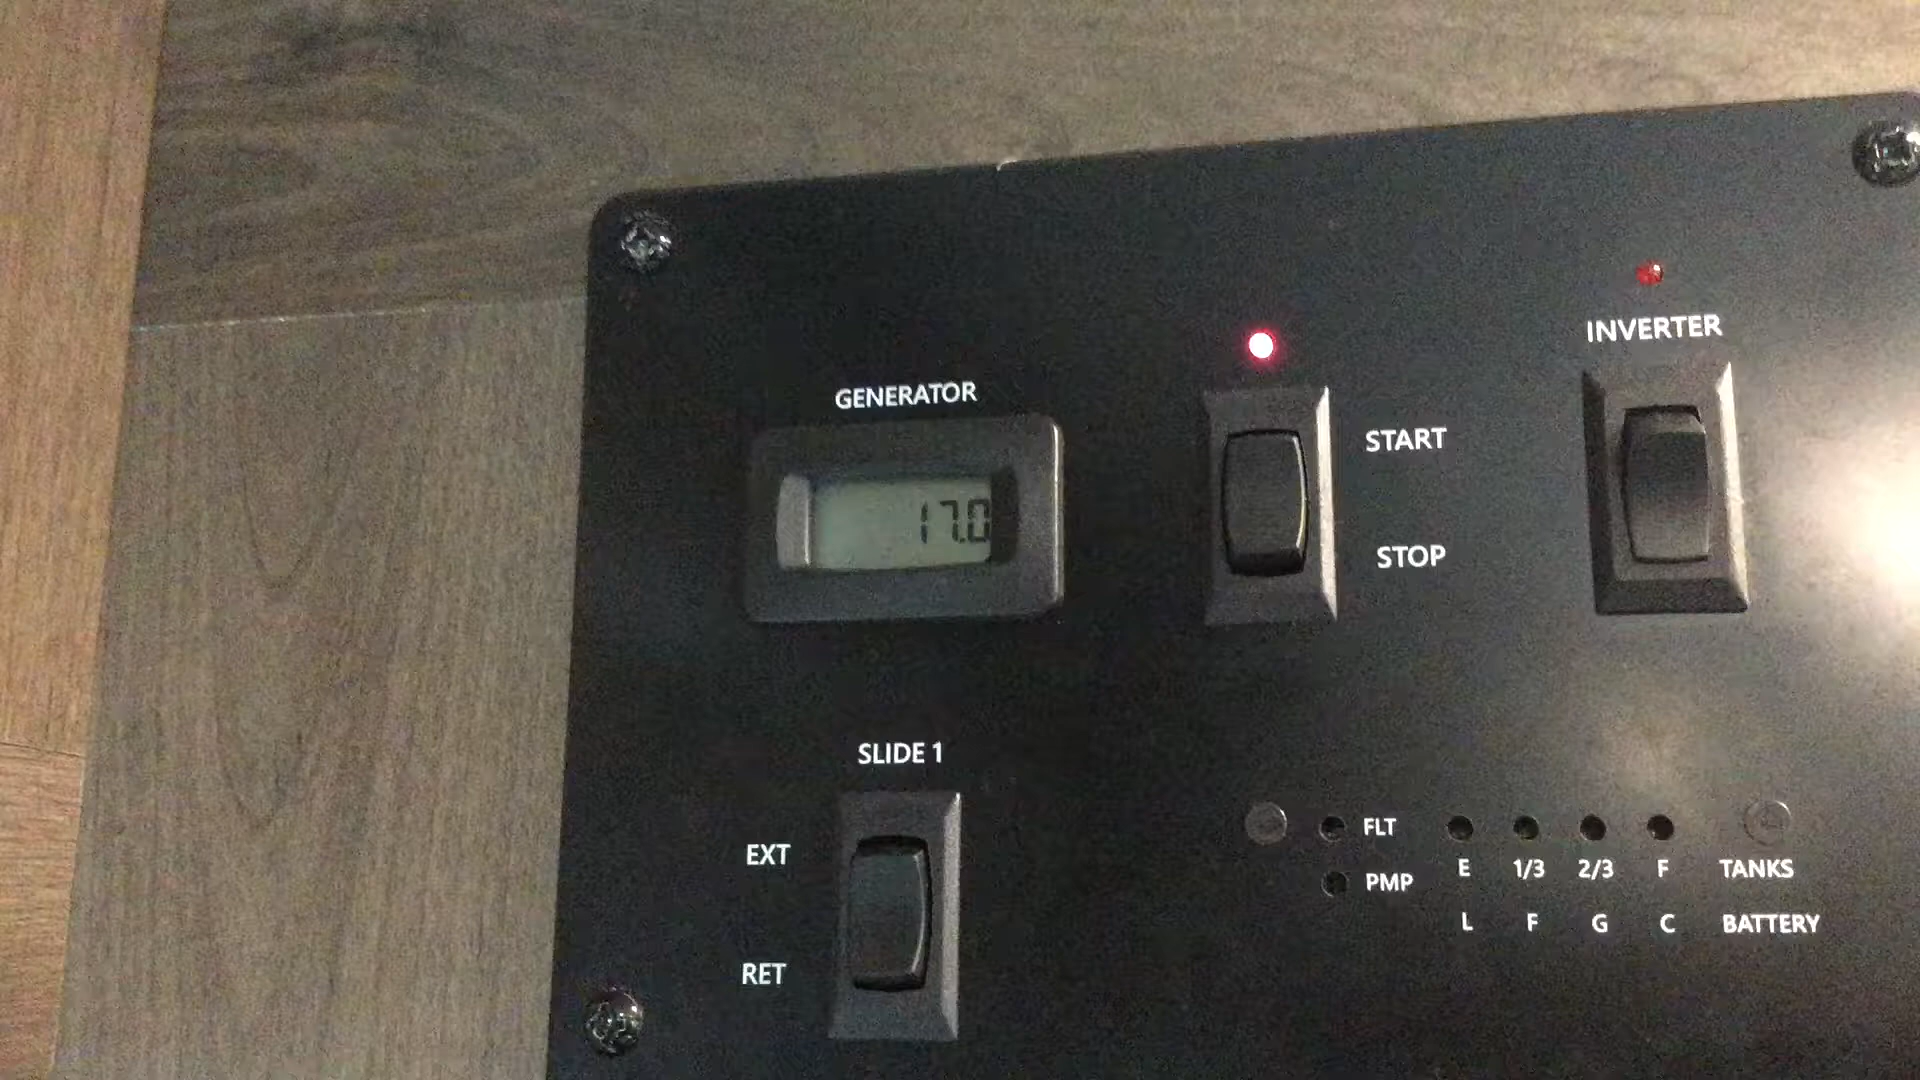 INVERTER
GENERATOR
START
17.0
STOP
SLIDE 1
EXT
FLT
E 1/3 2/3 F TANKS
PMP
L F G C BATTERY
RET